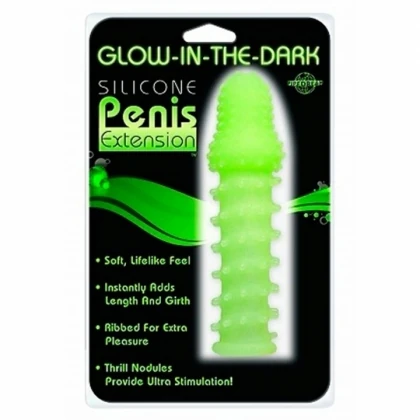 GLOW-IN-THE-DARK
SILICONE
Penis
Extension
PIPEDREAM
• Soft, Lifelike Feel
• Instantly Adds
Length And Girth
• Ribbed For Extra
Pleasure
• Thrill Nodules
Provide Ultra Stimulation!